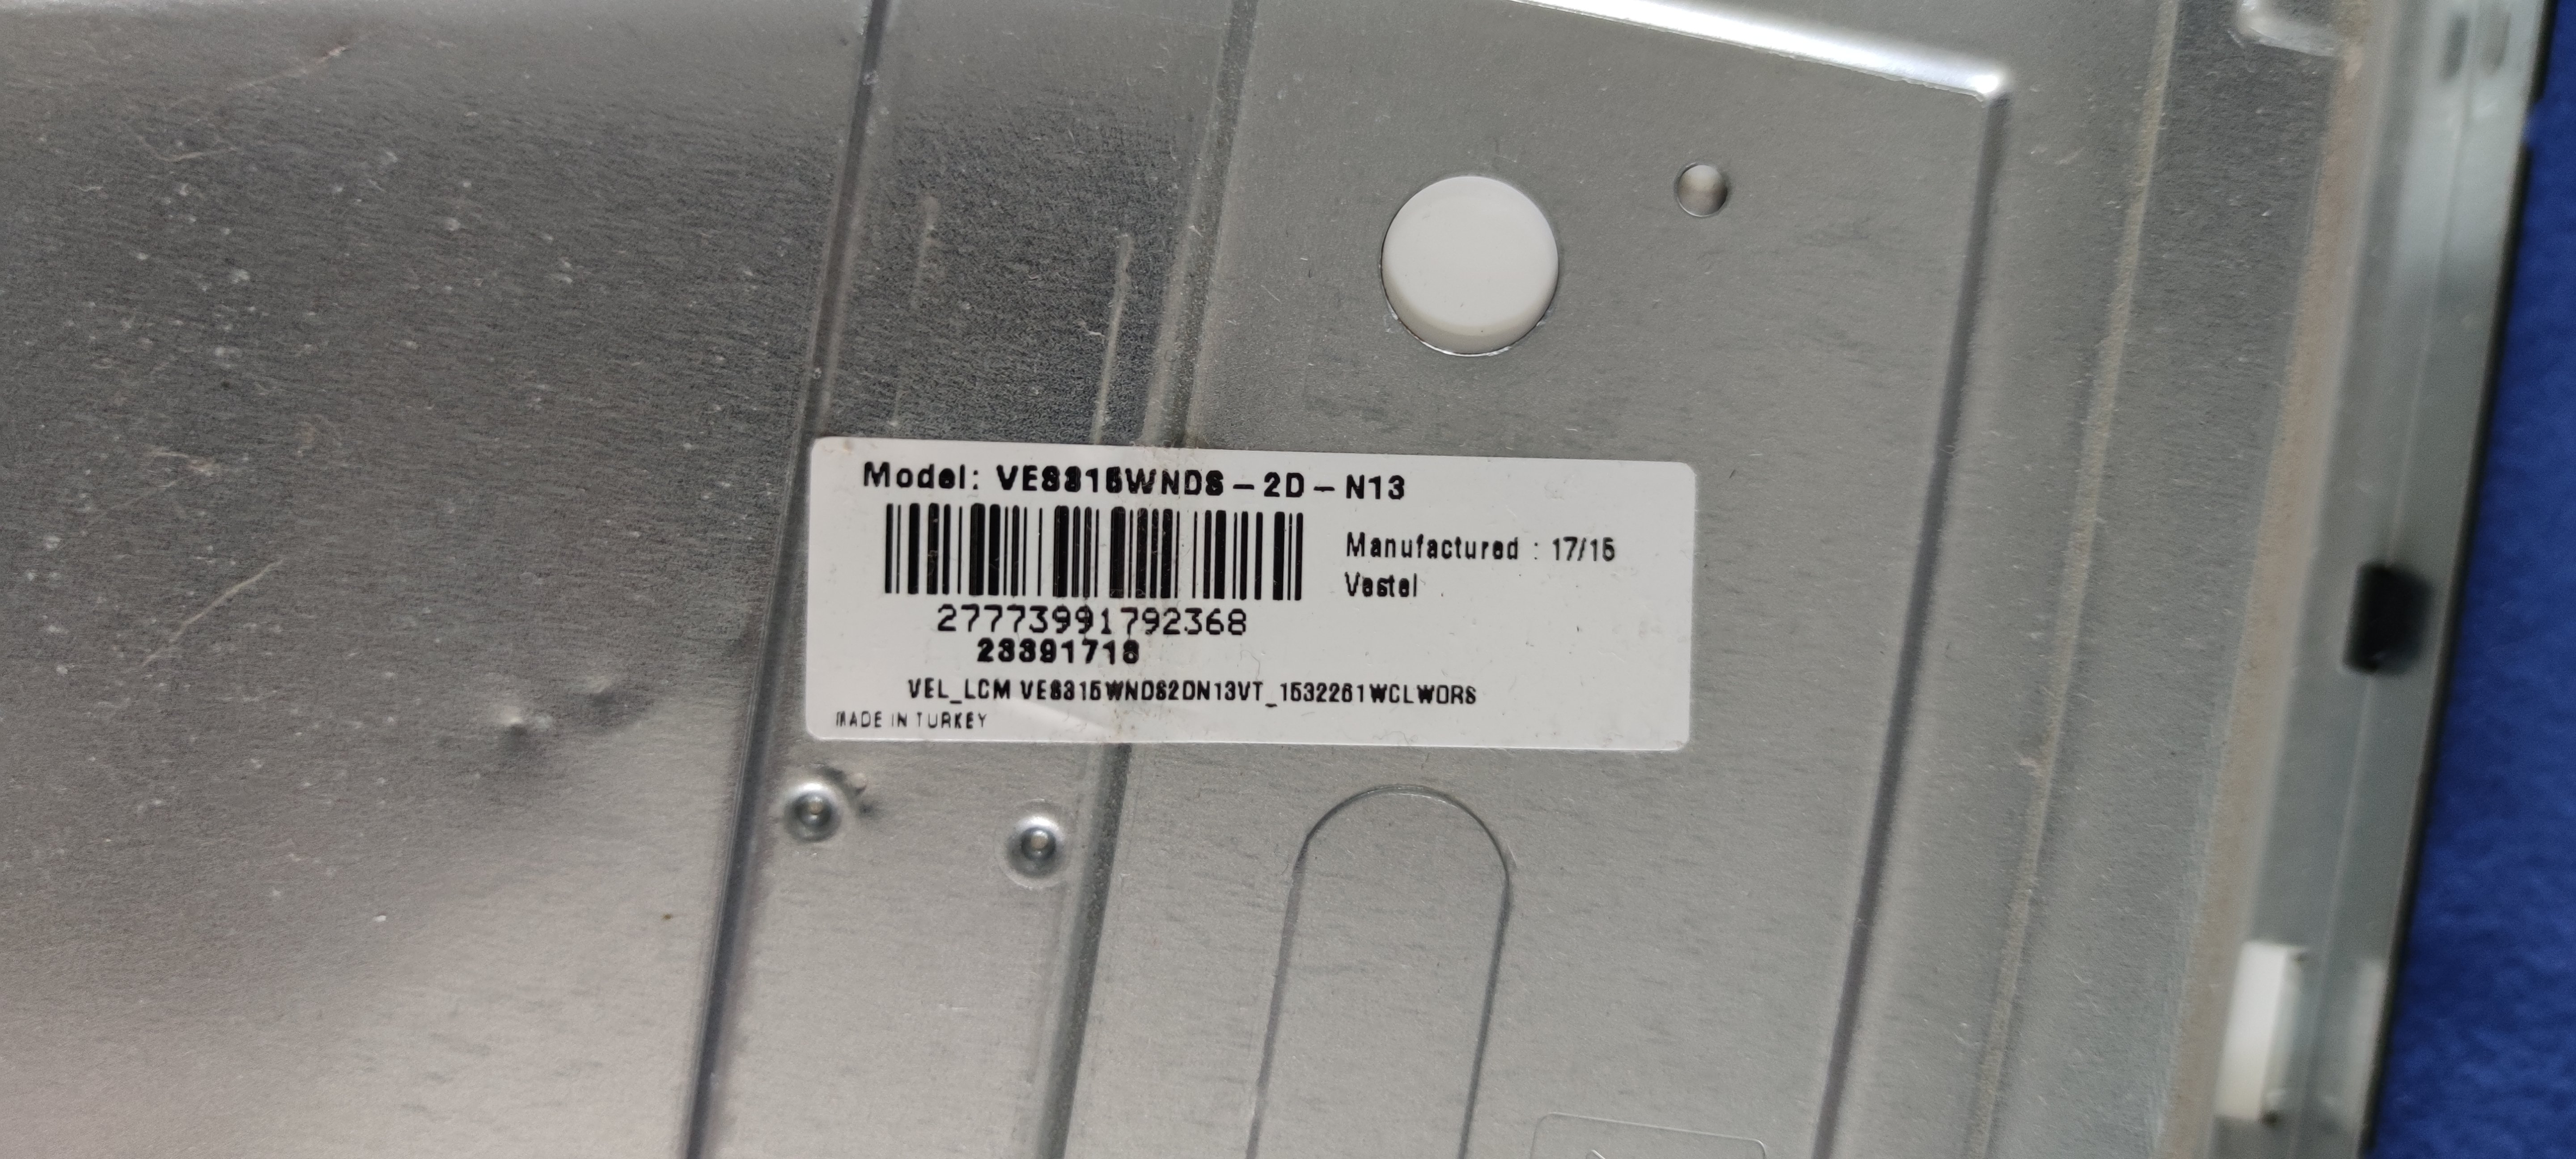 Model: VES315WNDS-2D-N13
Manufactured : 17/15
Vestel
27773991792368
23391718
VEL_LCM VES315WNDS2DN13VT_1532261WCLWORS
MADE IN TURKEY